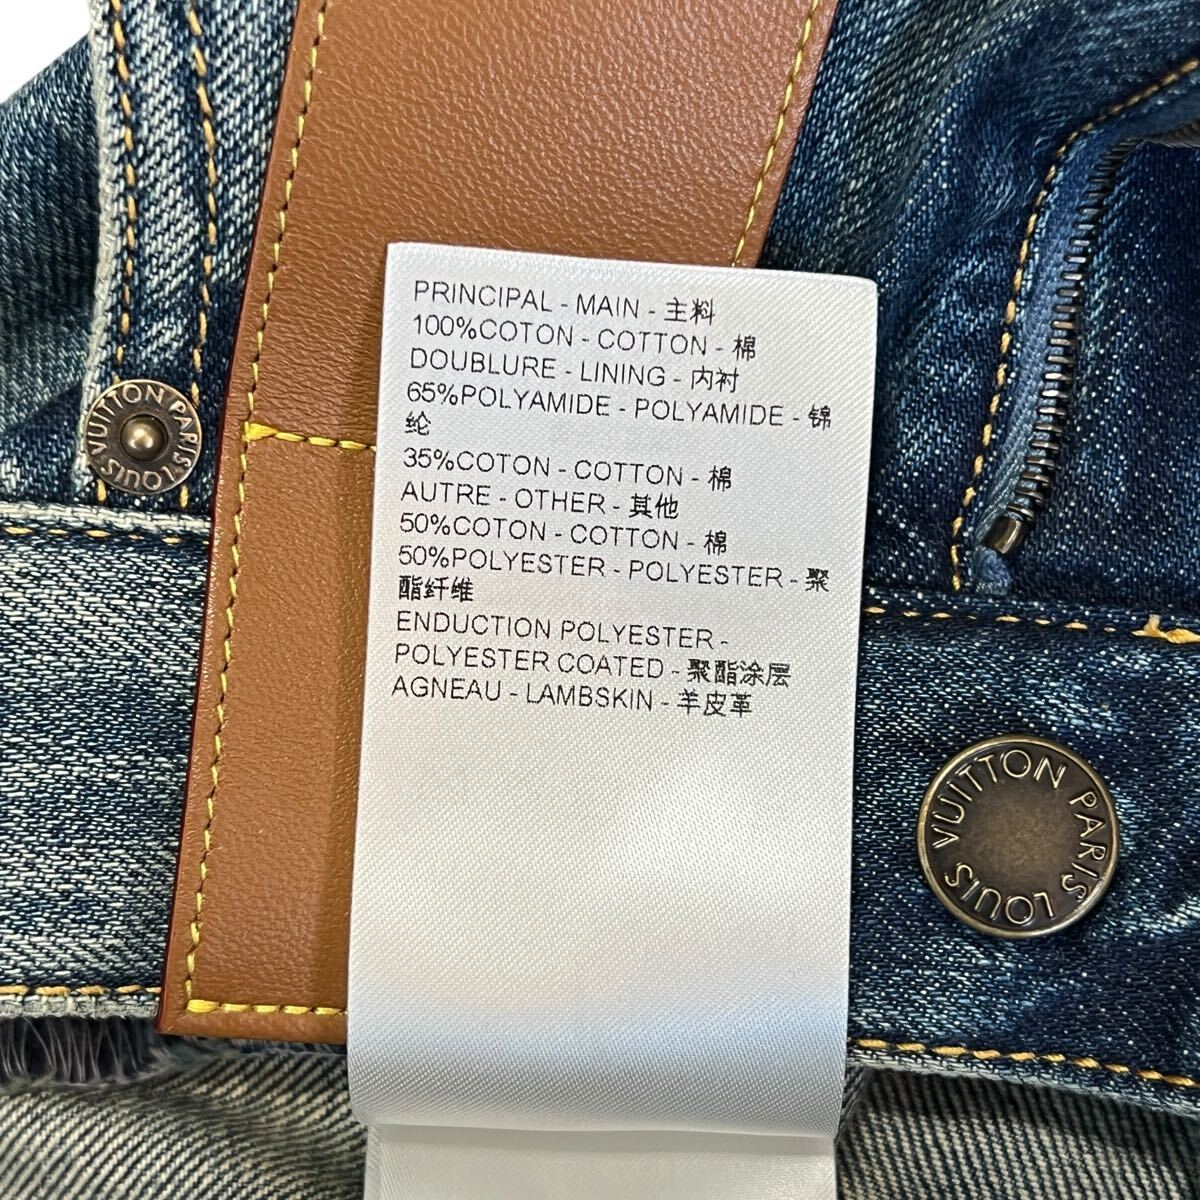 PRINCIPAL - MAIN - 主料
100%COTON - COTTON - 棉
DOUBLURE - LINING - 内衬
65%POLYAMIDE - POLYAMIDE - 锦
纶
35%COTON - COTTON - 棉
AUTRE - OTHER - 其他
50%COTON - COTTON - 棉
50%POLYESTER - POLYESTER - 聚
酯纤维
ENDUCTION POLYESTER -
POLYESTER COATED - 聚酯涂层
AGNEAU - LAMBSKIN - 羊皮革
LOUIS VUITTON PARIS
LOUIS VUITTON PARIS